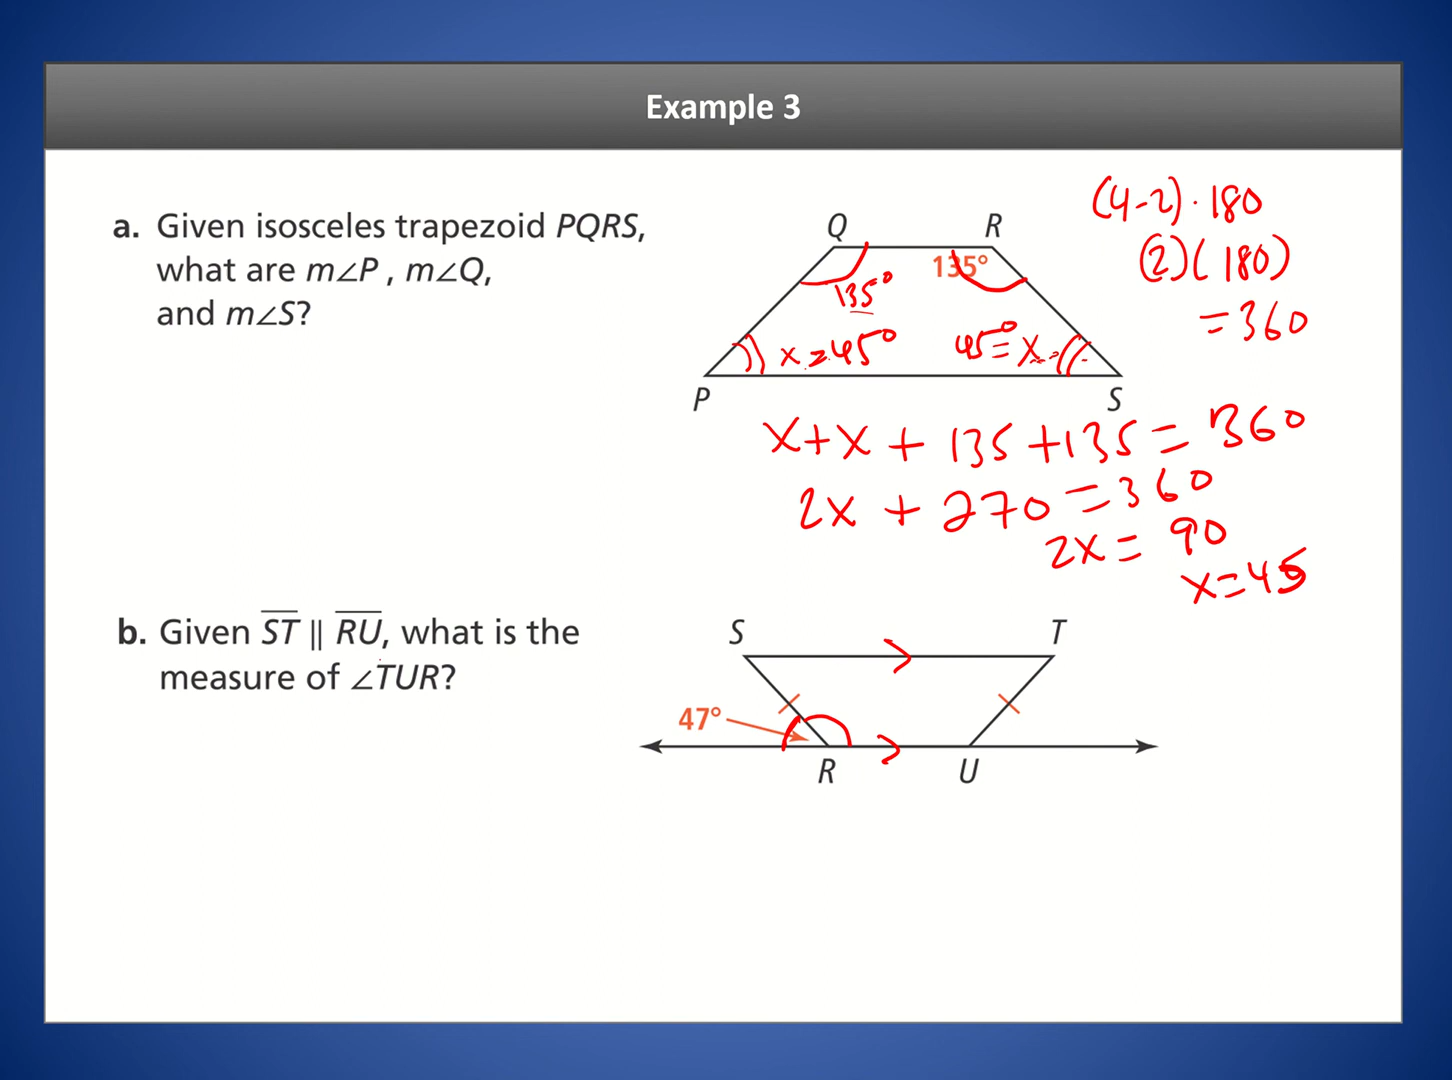 Example 3
a. Given isosceles trapezoid PQRS,
what are m∠P , m∠Q,
and m∠S?
Q R
135°
135°
x = 45° 45° = x
P S
(4-2) · 180
(2)(180)
= 360
x+x + 135 +135 = 360
2x + 270 = 360
2x = 90
x=45
b. Given ST ∥ RU, what is the
measure of ∠TUR?
S T
47°
R U